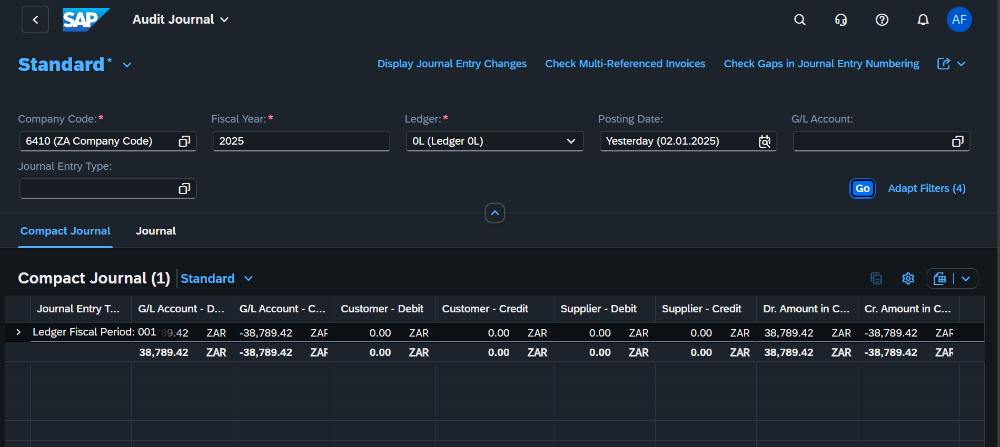 SAP Audit Journal AF
Standard* Display Journal Entry Changes Check Multi-Referenced Invoices Check Gaps in Journal Entry Numbering
Company Code:* Fiscal Year:* Ledger:* Posting Date: G/L Account:
6410 (ZA Company Code) 2025 0L (Ledger 0L) Yesterday (02.01.2025)
Journal Entry Type:
Go Adapt Filters (4)
Compact Journal Journal
Compact Journal (1) Standard
Journal Entry T... G/L Account - D... G/L Account - C... Customer - Debit Customer - Credit Supplier - Debit Supplier - Credit Dr. Amount in C... Cr. Amount in C...
Ledger Fiscal Period: 001 89.42 ZAR -38,789.42 ZAR 0.00 ZAR 0.00 ZAR 0.00 ZAR 0.00 ZAR 38,789.42 ZAR -38,789.42 ZAR
38,789.42 ZAR -38,789.42 ZAR 0.00 ZAR 0.00 ZAR 0.00 ZAR 0.00 ZAR 38,789.42 ZAR -38,789.42 ZAR